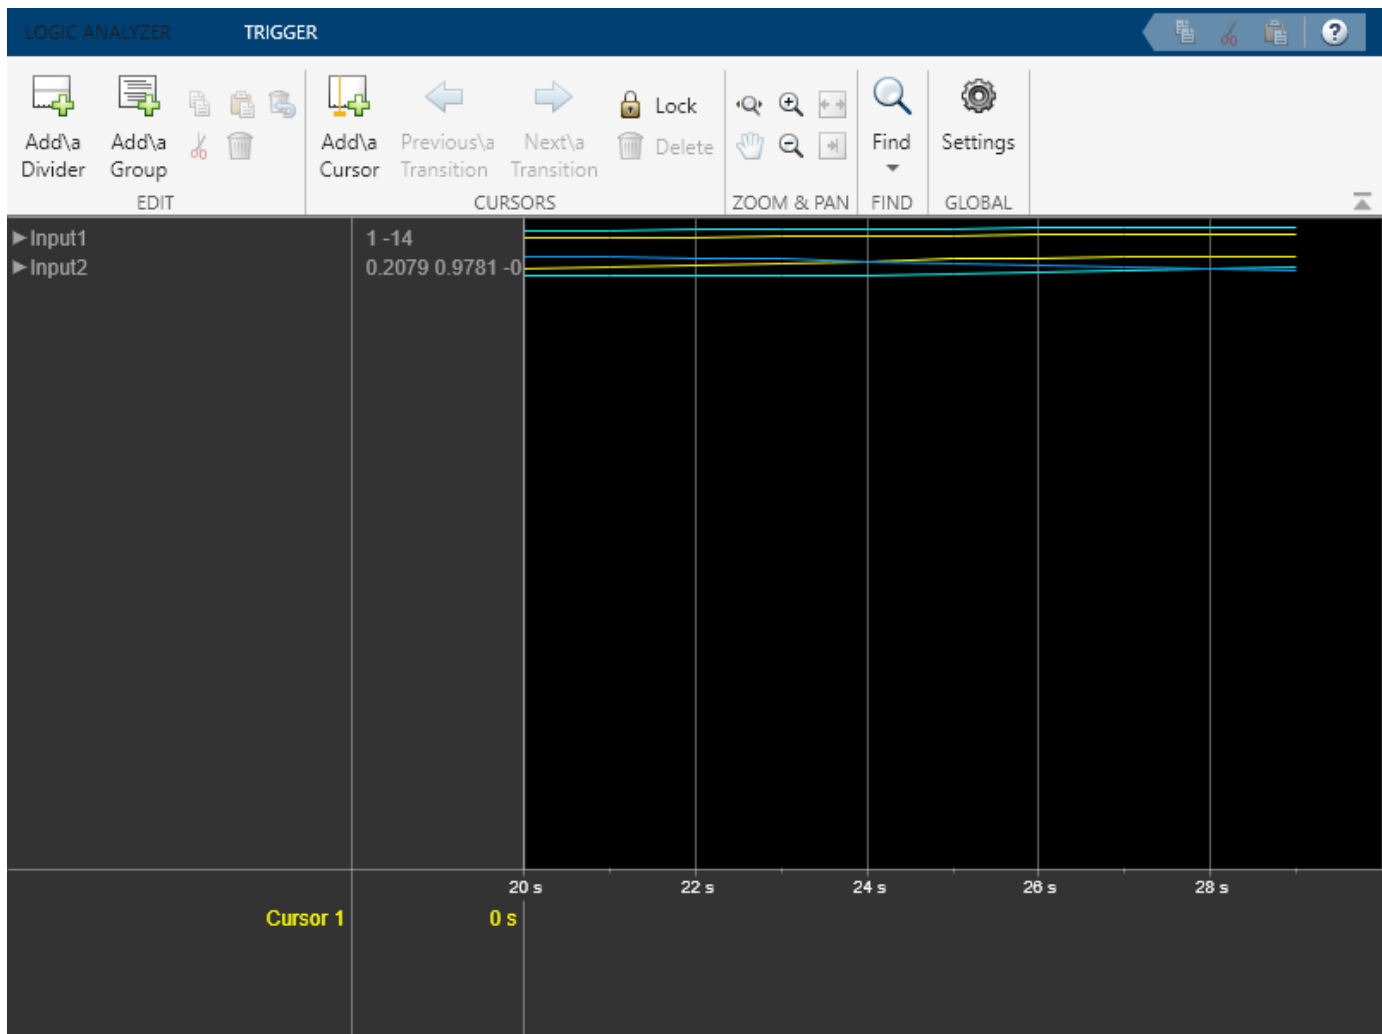 LOGIC ANALYZER TRIGGER
Add\a Divider
Add\a Group
Add\a Cursor
Previous\a Transition
Next\a Transition
Lock
Delete
Find
Settings
EDIT CURSORS ZOOM & PAN FIND GLOBAL
Input1 1 -14
Input2 0.2079 0.9781 -0
20 s 22 s 24 s 26 s 28 s
Cursor 1 0 s